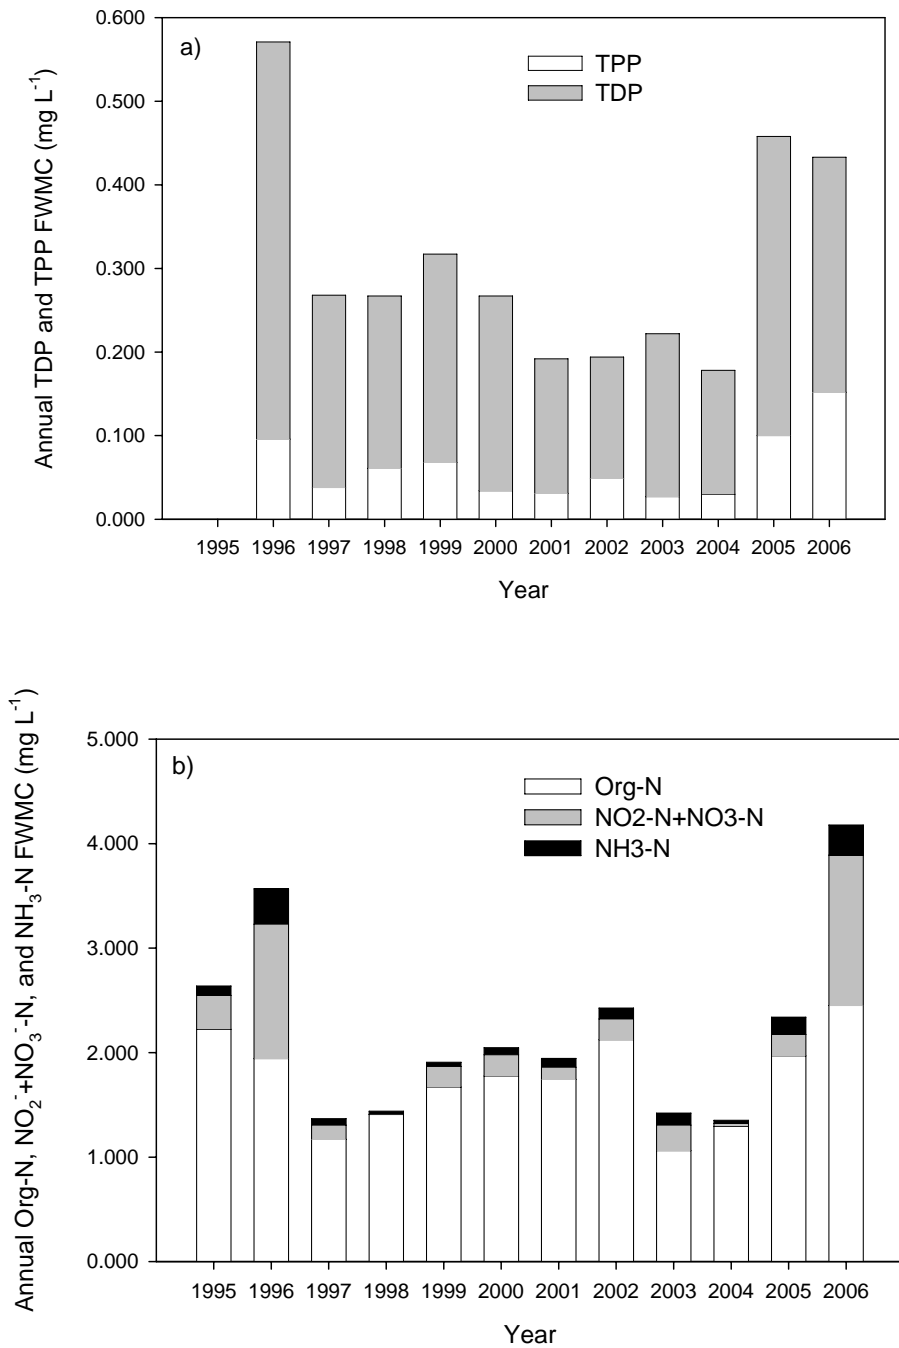 a)
TPP
TDP
Annual TDP and TPP FWMC (mg L⁻¹)
0.600
0.500
0.400
0.300
0.200
0.100
0.000
1995 1996 1997 1998 1999 2000 2001 2002 2003 2004 2005 2006
Year
b)
Org-N
NO2-N+NO3-N
NH3-N
Annual Org-N, NO₂⁻+NO₃⁻-N, and NH₃-N FWMC (mg L⁻¹)
5.000
4.000
3.000
2.000
1.000
0.000
1995 1996 1997 1998 1999 2000 2001 2002 2003 2004 2005 2006
Year